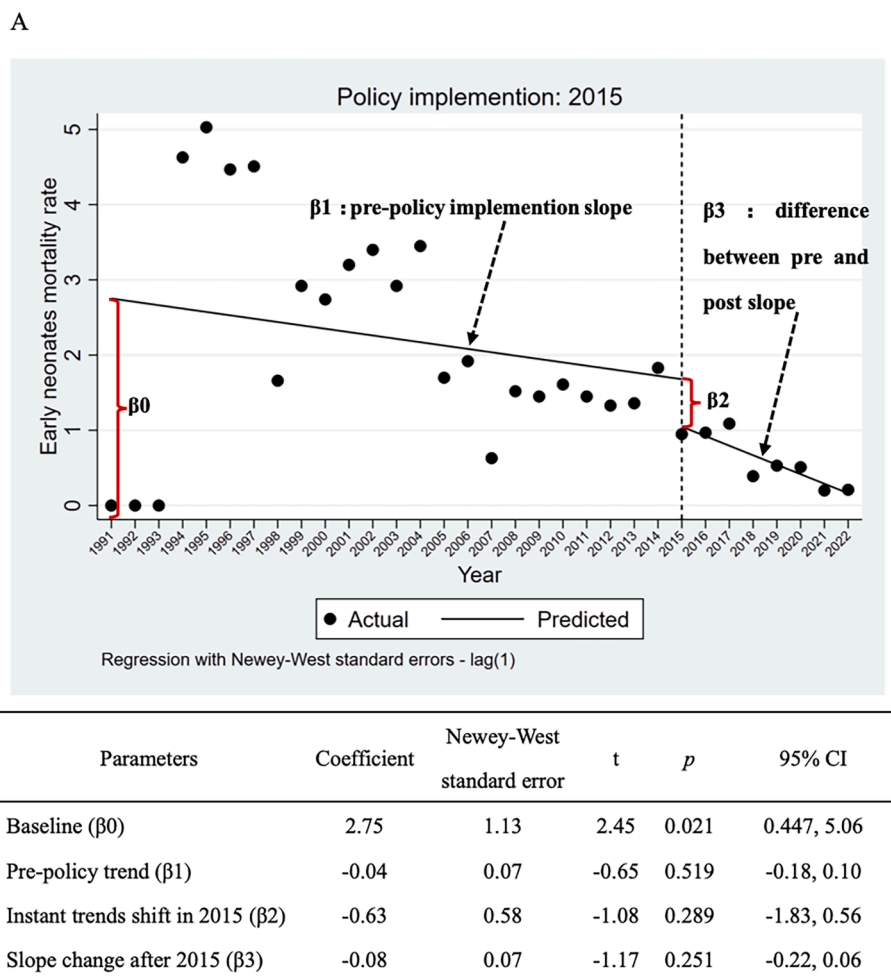 A
Policy implemention: 2015
Early neonates mortality rate
5
4
3
2
1
0
β1 : pre-policy implemention slope
β3 : difference
between pre and
post slope
β0
β2
1991 1992 1993 1994 1995 1996 1997 1998 1999 2000 2001 2002 2003 2004 2005 2006 2007 2008 2009 2010 2011 2012 2013 2014 2015 2016 2017 2018 2019 2020 2021 2022
Year
Actual Predicted
Regression with Newey-West standard errors - lag(1)
Parameters Coefficient Newey-West standard error t p 95% CI
Baseline (β0) 2.75 1.13 2.45 0.021 0.447, 5.06
Pre-policy trend (β1) -0.04 0.07 -0.65 0.519 -0.18, 0.10
Instant trends shift in 2015 (β2) -0.63 0.58 -1.08 0.289 -1.83, 0.56
Slope change after 2015 (β3) -0.08 0.07 -1.17 0.251 -0.22, 0.06